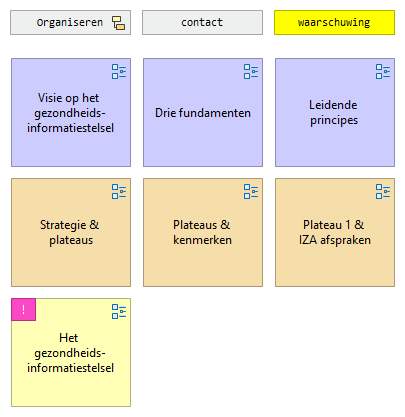 Organiseren
contact
waarschuwing
Visie op het
gezondheids-
informatiestelsel
Drie fundamenten
Leidende
principes
Strategie &
plateaus
Plateaus &
kenmerken
Plateau 1 &
IZA afspraken
!
Het
gezondheids-
informatiestelsel